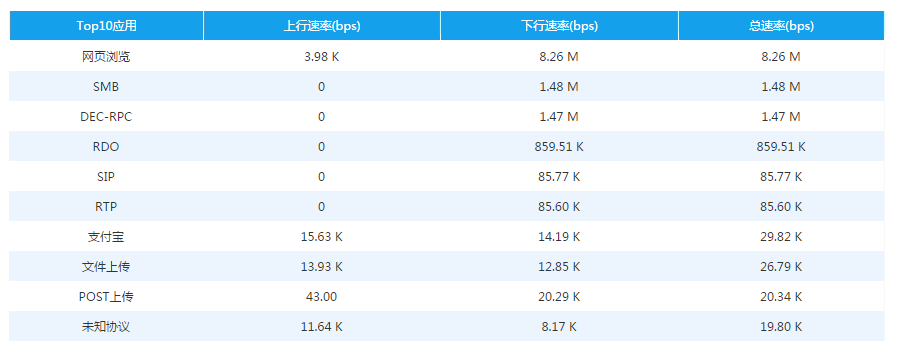 Top10应用 上行速率(bps) 下行速率(bps) 总速率(bps)
网页浏览 3.98 K 8.26 M 8.26 M
SMB 0 1.48 M 1.48 M
DEC-RPC 0 1.47 M 1.47 M
RDO 0 859.51 K 859.51 K
SIP 0 85.77 K 85.77 K
RTP 0 85.60 K 85.60 K
支付宝 15.63 K 14.19 K 29.82 K
文件上传 13.93 K 12.85 K 26.79 K
POST上传 43.00 20.29 K 20.34 K
未知协议 11.64 K 8.17 K 19.80 K